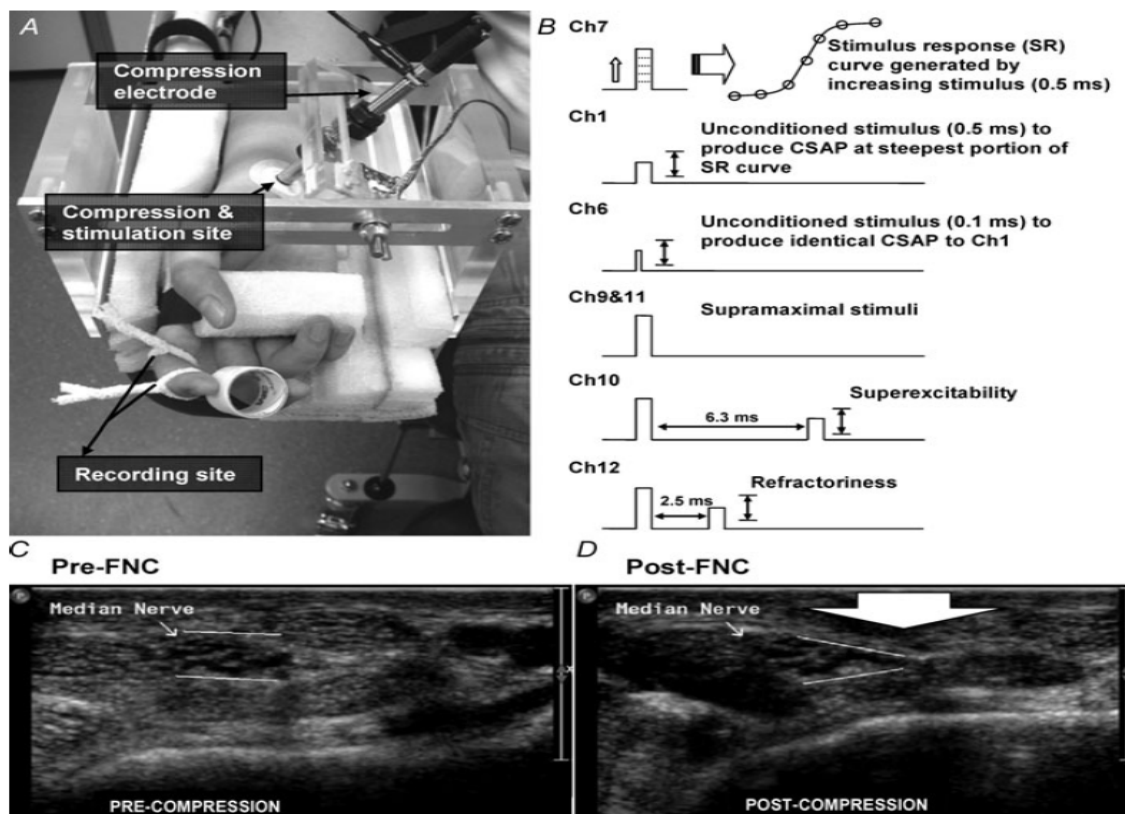 A
Compression
electrode
Compression &
stimulation site
Recording site
B
Ch7
Stimulus response (SR)
curve generated by
increasing stimulus (0.5 ms)
Ch1
Unconditioned stimulus (0.5 ms) to
produce CSAP at steepest portion of
SR curve
Ch6
Unconditioned stimulus (0.1 ms) to
produce identical CSAP to Ch1
Ch9&11
Supramaximal stimuli
Ch10
Superexcitability
6.3 ms
Ch12
Refractoriness
2.5 ms
C
Pre-FNC
Median Nerve
PRE-COMPRESSION
D
Post-FNC
Median Nerve
POST-COMPRESSION